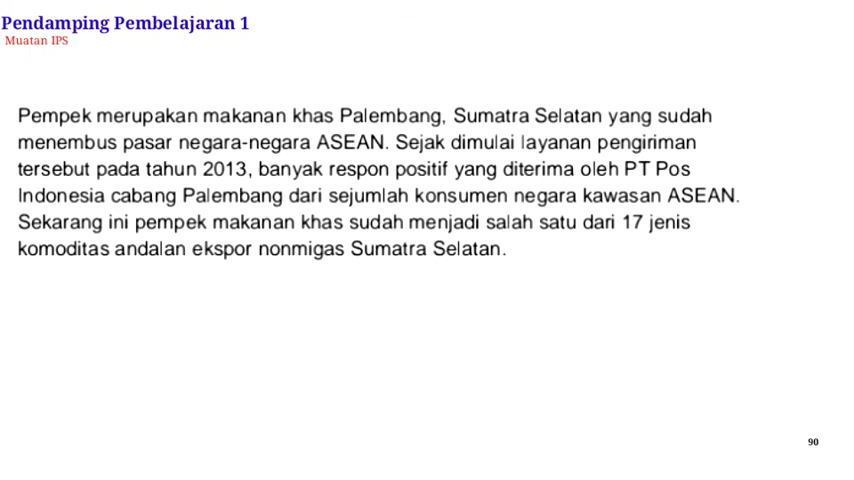 Pendamping Pembelajaran 1
Muatan IPS
Pempek merupakan makanan khas Palembang, Sumatra Selatan yang sudah
menembus pasar negara-negara ASEAN. Sejak dimulai layanan pengiriman
tersebut pada tahun 2013, banyak respon positif yang diterima oleh PT Pos
Indonesia cabang Palembang dari sejumlah konsumen negara kawasan ASEAN.
Sekarang ini pempek makanan khas sudah menjadi salah satu dari 17 jenis
komoditas andalan ekspor nonmigas Sumatra Selatan.
90